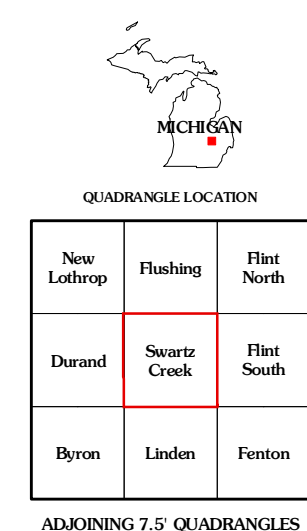 MICHIGAN
QUADRANGLE LOCATION
New
Lothrop
Flushing
Flint
North
Durand
Swartz
Creek
Flint
South
Byron
Linden
Fenton
ADJOINING 7.5' QUADRANGLES